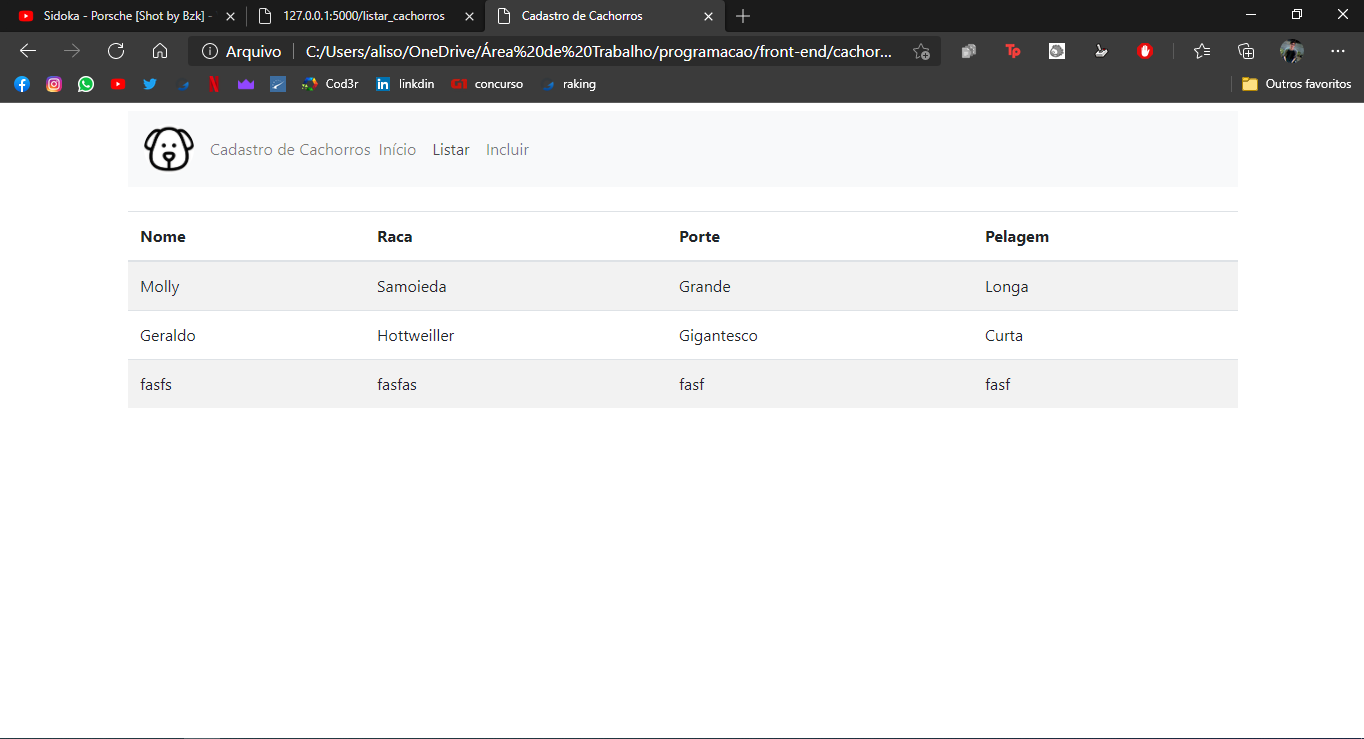 Sidoka - Porsche [Shot by Bzk] - 127.0.0.1:5000/listar_cachorros Cadastro de Cachorros
Arquivo C:/Users/aliso/OneDrive/Área%20de%20Trabalho/programacao/front-end/cachor...
Cod3r linkdin concurso raking Outros favoritos
Cadastro de Cachorros Início Listar Incluir
Nome Raca Porte Pelagem
Molly Samoieda Grande Longa
Geraldo Hottweiller Gigantesco Curta
fasfs fasfas fasf fasf